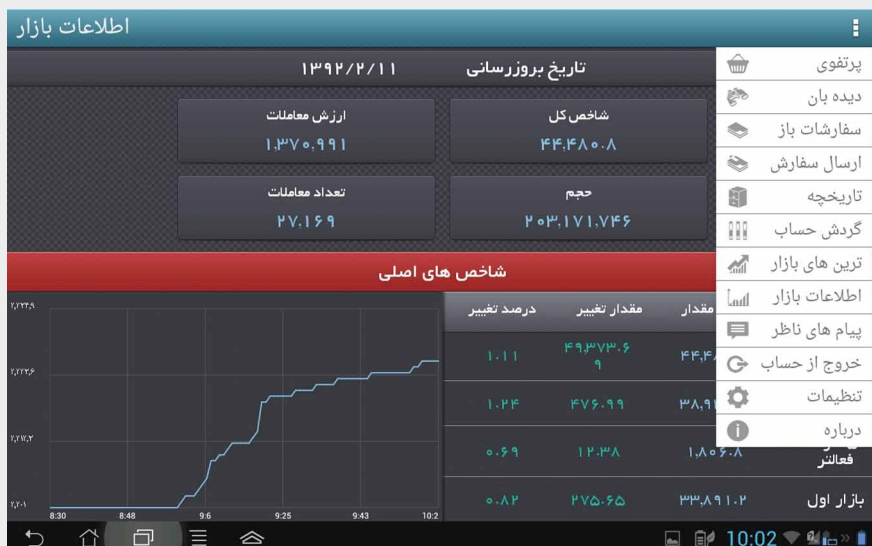 اطلاعات بازار
تاریخ بروزرسانی ۱۳۹۲/۲/۱۱
شاخص کل
۴۴,۴۸۰.۸
ارزش معاملات
۱,۳۷۰,۹۹۱
حجم
۲۰۳,۱۷۱,۷۴۶
تعداد معاملات
۲۷,۱۶۹
پرتفوی
دیده بان
سفارشات باز
ارسال سفارش
تاریخچه
گردش حساب
ترین های بازار
اطلاعات بازار
پیام های ناظر
خروج از حساب
تنظیمات
درباره
شاخص های اصلی
مقدار مقدار تغییر درصد تغییر
۴۹,۳۷۳.۶
۹
۱.۱۱
۴۷۶.۹۹ ۱.۲۴
فعالتر
۱,۸۰۶.۸ ۱۲.۳۸ ۰.۶۹
بازار اول ۳۳,۸۹۱.۲ ۲۷۵.۶۵ ۰.۸۲
8:30 8:48 9:6 9:25 9:43 10:2
10:02